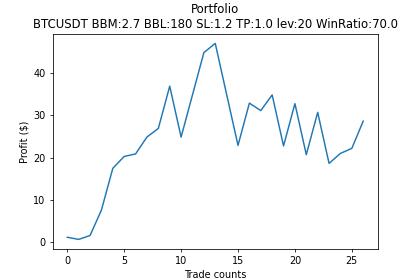 Portfolio
BTCUSDT BBM:2.7 BBL:180 SL:1.2 TP:1.0 lev:20 WinRatio:70.0
40
30
20
10
0
Profit ($)
0 5 10 15 20 25
Trade counts